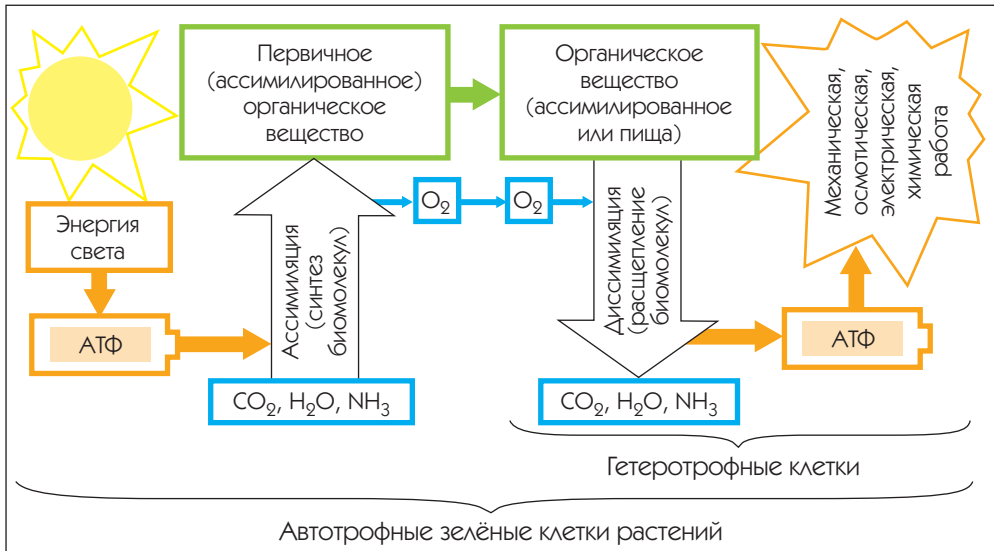 Первичное
(ассимилированное)
органическое
вещество
Органическое
вещество
(ассимилированное
или пища)
Механическая,
осмотическая,
электрическая,
химическая
работа
O₂
O₂
Энергия
света
Ассимиляция
(синтез
биомолекул)
Диссимиляция
(расщепление
биомолекул)
АТФ
АТФ
CO₂, H₂O, NH₃
CO₂, H₂O, NH₃
Гетеротрофные клетки
Автотрофные зелёные клетки растений